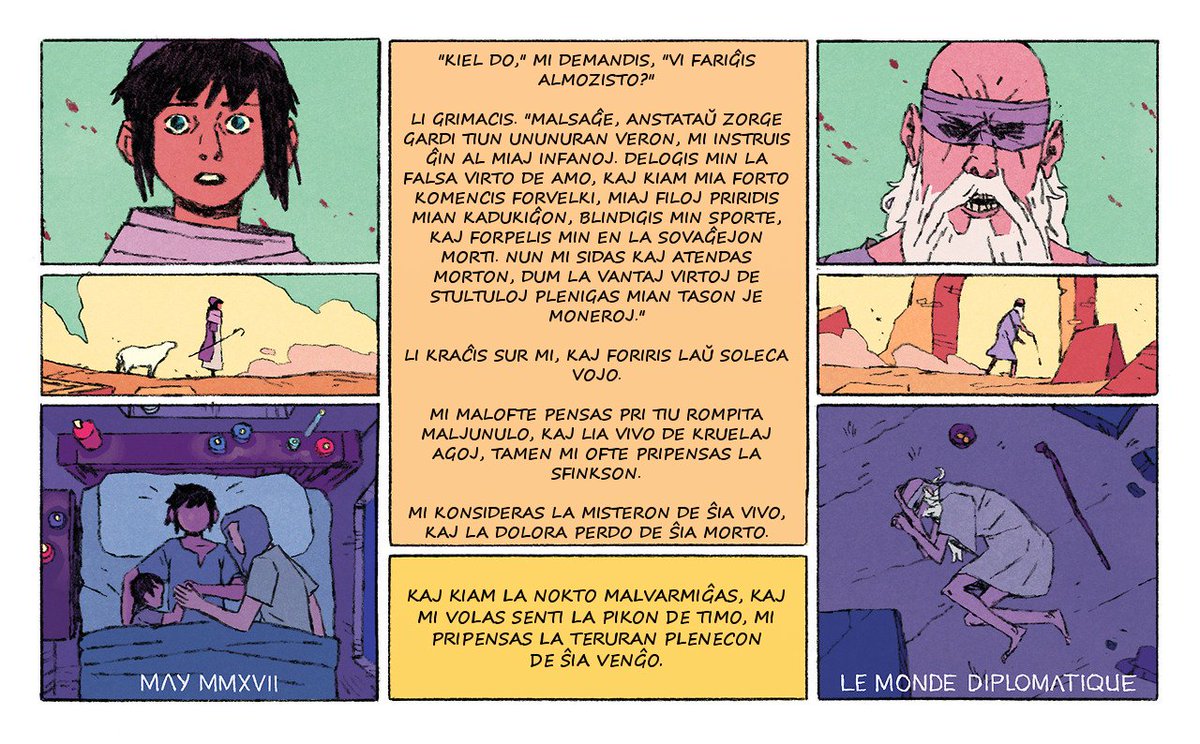 "KIEL DO," MI DEMANDIS, "VI FARIĜIS
ALMOZISTO?"
LI GRIMACIS. "MALSAĜE, ANSTATAŬ ZORGE
GARDI TIUN UNUNURAN VERON, MI INSTRUIS
ĜIN AL MIAJ INFANOJ. DELOGIS MIN LA
FALSA VIRTO DE AMO, KAJ KIAM MIA FORTO
KOMENCIS FORVELKI, MIAJ FILOJ PRIRIDIS
MIAN KADUKIĜON, BLINDIGIS MIN SPORTE,
KAJ FORPELIS MIN EN LA SOVAĜEJON
MORTI. NUN MI SIDAS KAJ ATENDAS
MORTON, DUM LA VANTAJ VIRTOJ DE
STULTULOJ PLENIGAS MIAN TASON JE
MONEROJ."
LI KRAĈIS SUR MI, KAJ FORIRIS LAŬ SOLECA
VOJO.
MI MALOFTE PENSAS PRI TIU ROMPITA
MALJUNULO, KAJ LIA VIVO DE KRUELAJ
AGOJ, TAMEN MI OFTE PRIPENSAS LA
SFINKSON.
MI KONSIDERAS LA MISTERON DE ŜIA VIVO,
KAJ LA DOLORA PERDO DE ŜIA MORTO.
KAJ KIAM LA NOKTO MALVARMIĜAS, KAJ
MI VOLAS SENTI LA PIKON DE TIMO, MI
PRIPENSAS LA TERURAN PLENECON
DE ŜIA VENĜO.
MAY MMXVII
LE MONDE DIPLOMATIQUE